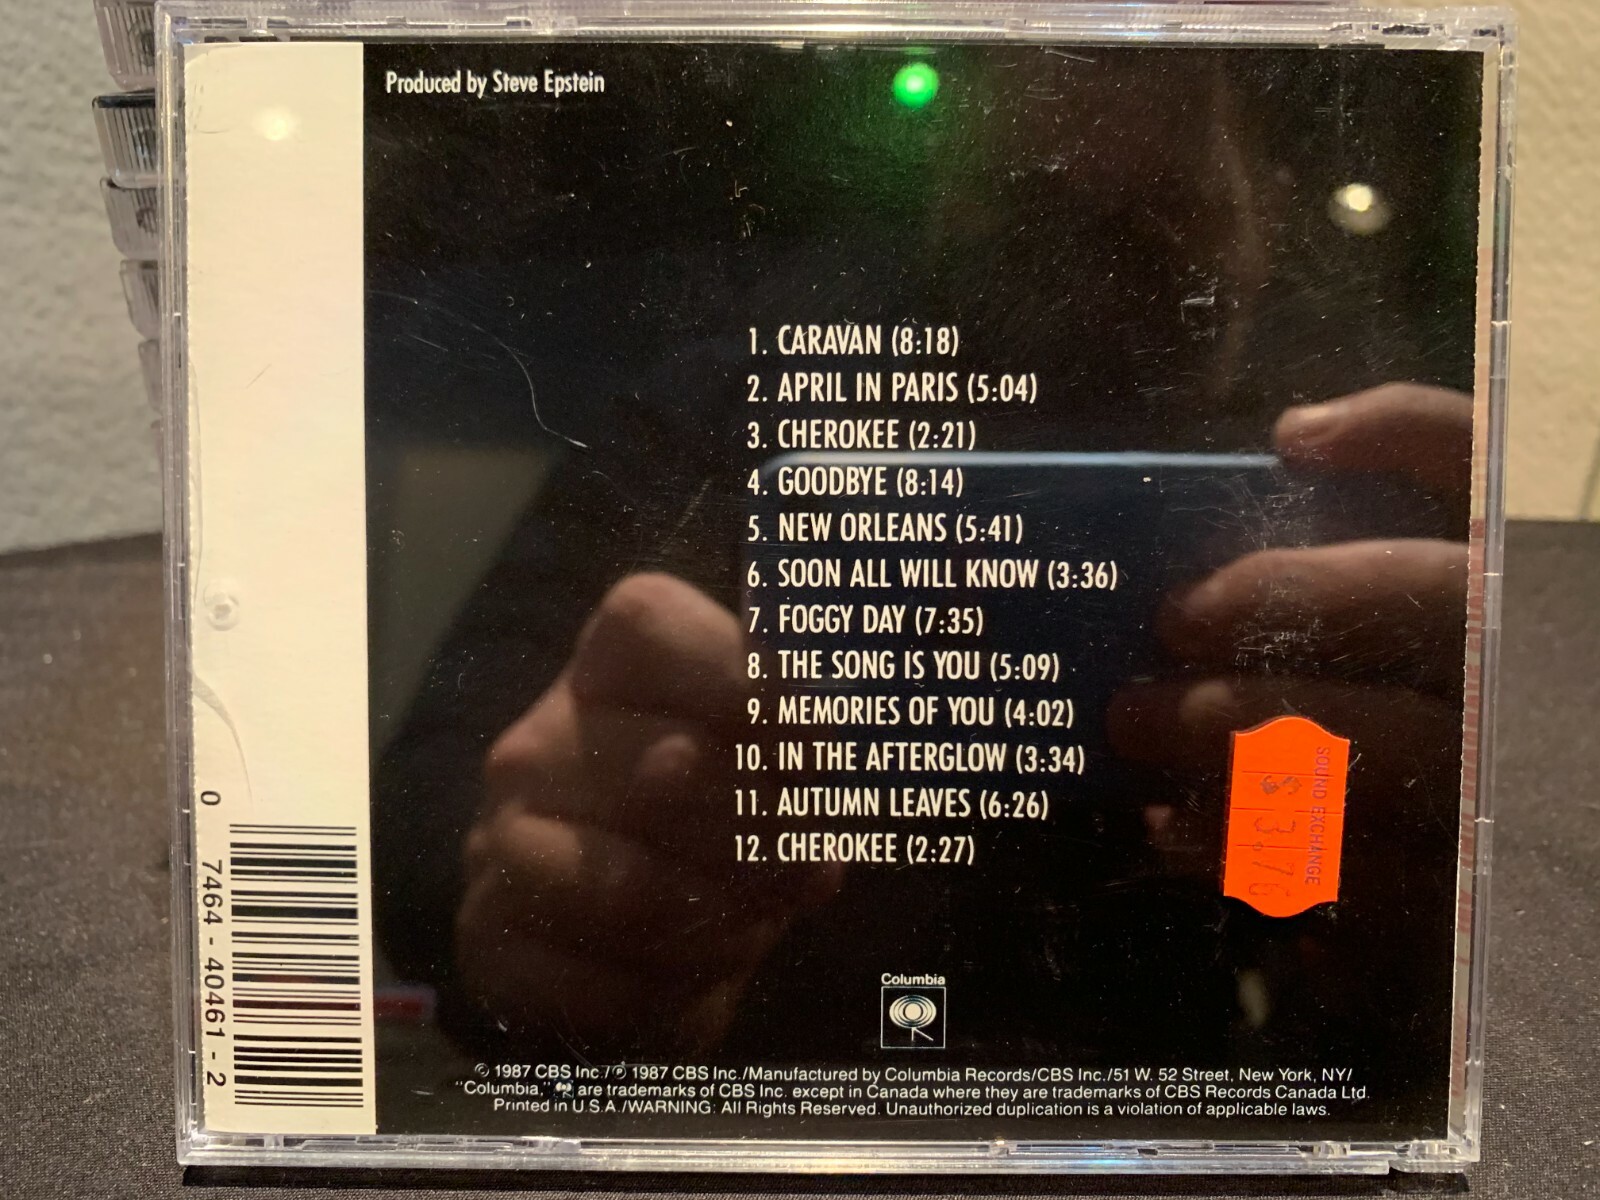 Produced by Steve Epstein
1. CARAVAN (8:18)
2. APRIL IN PARIS (5:04)
3. CHEROKEE (2:21)
4. GOODBYE (8:14)
5. NEW ORLEANS (5:41)
6. SOON ALL WILL KNOW (3:36)
7. FOGGY DAY (7:35)
8. THE SONG IS YOU (5:09)
9. MEMORIES OF YOU (4:02)
10. IN THE AFTERGLOW (3:34)
11. AUTUMN LEAVES (6:26)
12. CHEROKEE (2:27)
SOUND EXCHANGE
$3.76
0 7464-40461-2
Columbia
© 1987 CBS Inc./℗ 1987 CBS Inc./Manufactured by Columbia Records/CBS Inc./51 W. 52 Street, New York, NY/
"Columbia," are trademarks of CBS Inc. except in Canada where they are trademarks of CBS Records Canada Ltd.
Printed in U.S.A./WARNING: All Rights Reserved. Unauthorized duplication is a violation of applicable laws.